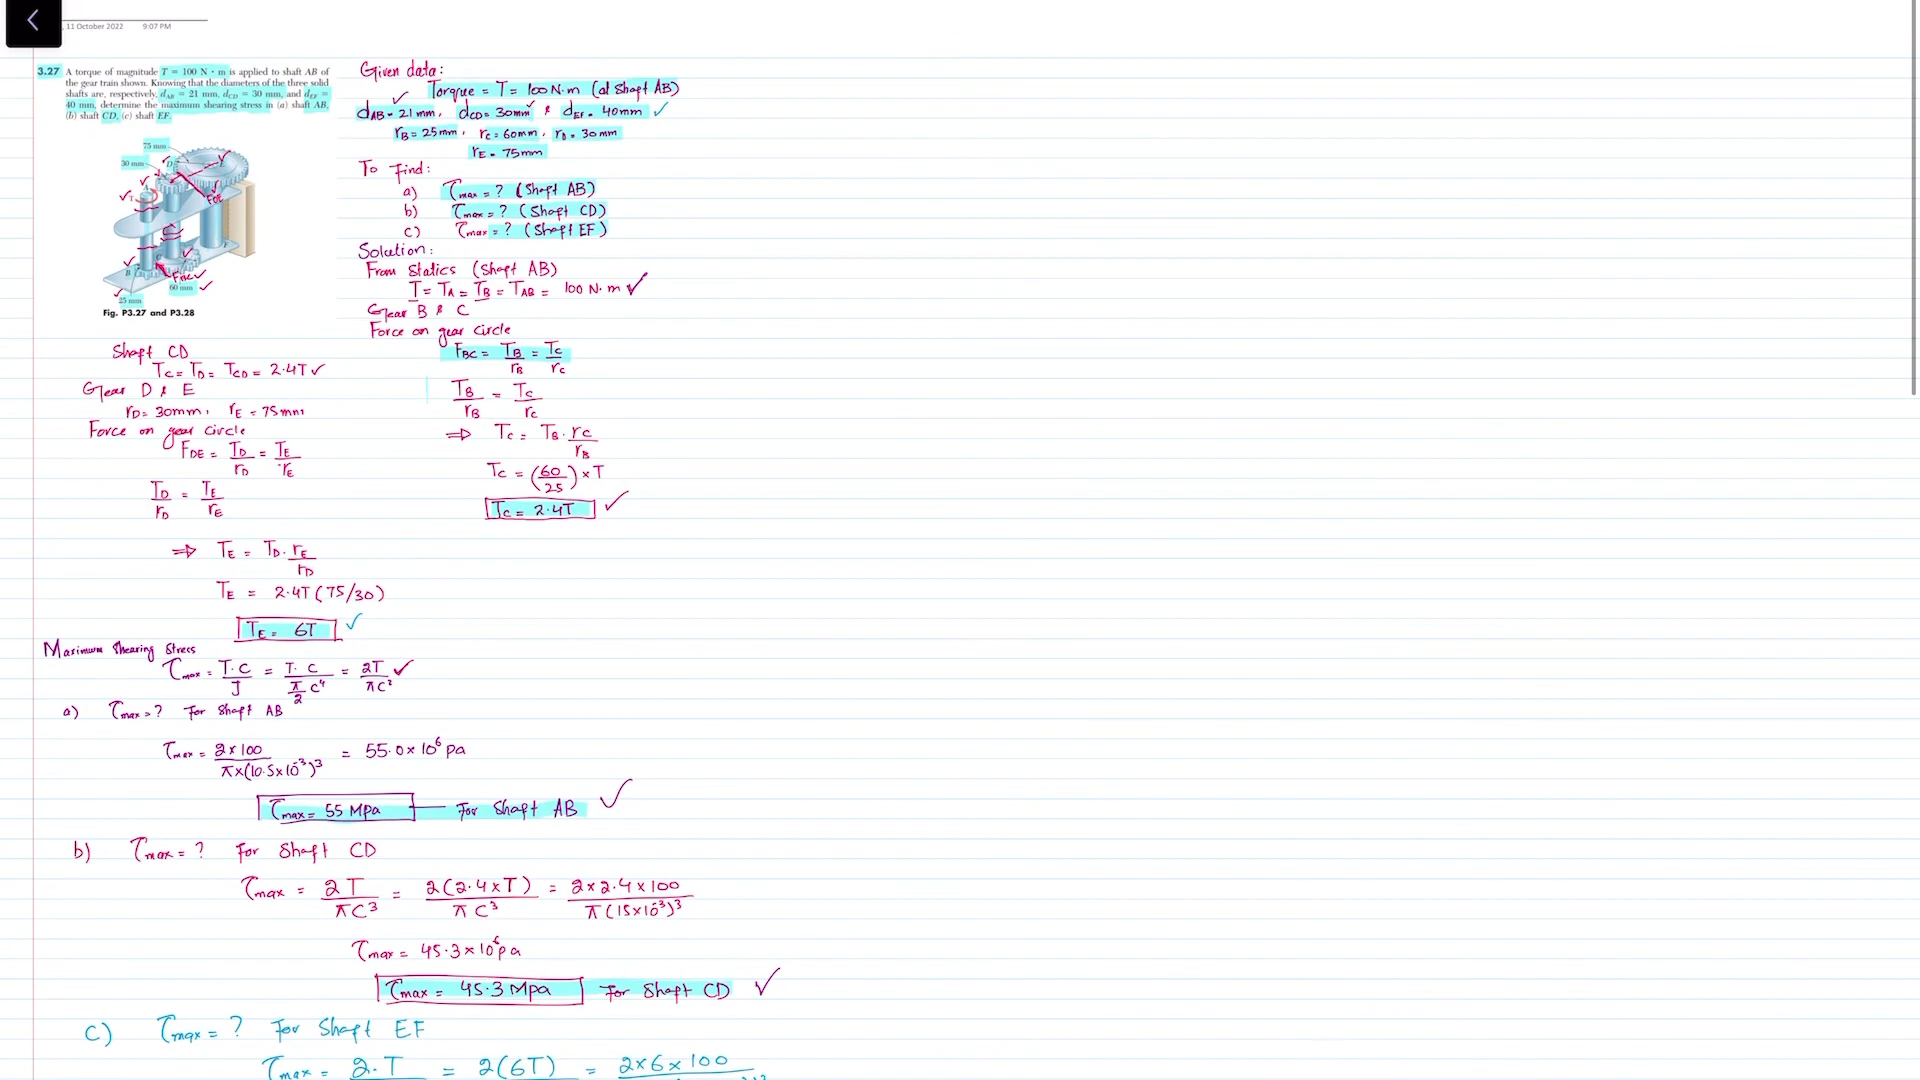 11 October 2022 9:07 PM
3.27 A torque of magnitude T = 100 N · m is applied to shaft AB of
the gear train shown. Knowing that the diameters of the three solid
shafts are, respectively, dAB = 21 mm, dCD = 30 mm, and dEF =
40 mm, determine the maximum shearing stress in (a) shaft AB,
(b) shaft CD, (c) shaft EF.
75 mm
30 mm
D
A
T
FDE
F
C
B
FBC
60 mm
25 mm
Fig. P3.27 and P3.28
Given data:
Torque = T = 100 N·m (at Shaft AB)
dAB = 21 mm, dCD = 30mm & dEF = 40mm
rB = 25 mm, rC = 60mm, rD = 30 mm
rE = 75mm
To Find:
a) τmax = ? (Shaft AB)
b) τmax = ? (Shaft CD)
c) τmax = ? (Shaft EF)
Solution:
From Statics (Shaft AB)
T = TA = TB = TAB = 100 N·m ✓
Gear B & C
Force on gear circle
FBC = TB/rB = TC/rC
TB/rB = TC/rC
⇒ TC = TB · rC/rB
TC = (60/25) × T
TC = 2.4T ✓
Shaft CD
TC = TD = TCD = 2.4T ✓
Gear D & E
rD = 30mm, rE = 75mm
Force on gear circle
FDE = TD/rD = TE/rE
TD/rD = TE/rE
⇒ TE = TD · rE/rD
TE = 2.4T (75/30)
TE = 6T ✓
Maximum Shearing Stress
τmax = T·C/J = T·C/(π/2 C⁴) = 2T/πC² ✓
a) τmax = ? For Shaft AB
τmax = 2×100/π×(10.5×10⁻³)³ = 55.0×10⁶ pa
τmax = 55 MPa — For Shaft AB ✓
b) τmax = ? For Shaft CD
τmax = 2T/πC³ = 2(2.4×T)/πC³ = 2×2.4×100/π(15×10⁻³)³
τmax = 45.3×10⁶ pa
τmax = 45.3 Mpa For Shaft CD ✓
c) τmax = ? For Shaft EF
τmax = 2·T = 2(6T) = 2×6×100